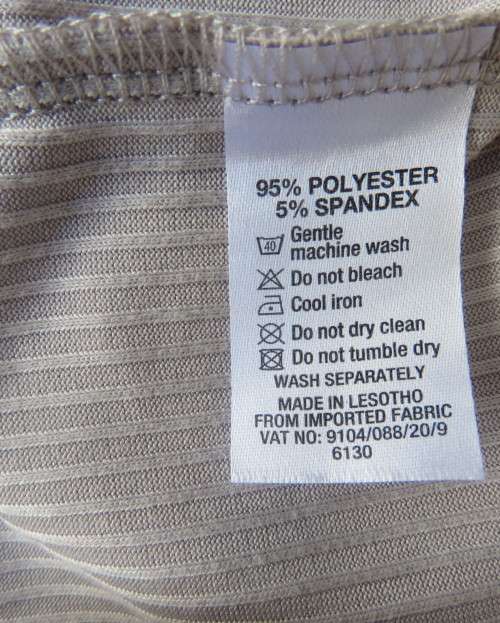 95% POLYESTER
5% SPANDEX
40 Gentle
machine wash
Do not bleach
Cool iron
Do not dry clean
Do not tumble dry
WASH SEPARATELY
MADE IN LESOTHO
FROM IMPORTED FABRIC
VAT NO: 9104/088/20/9
6130